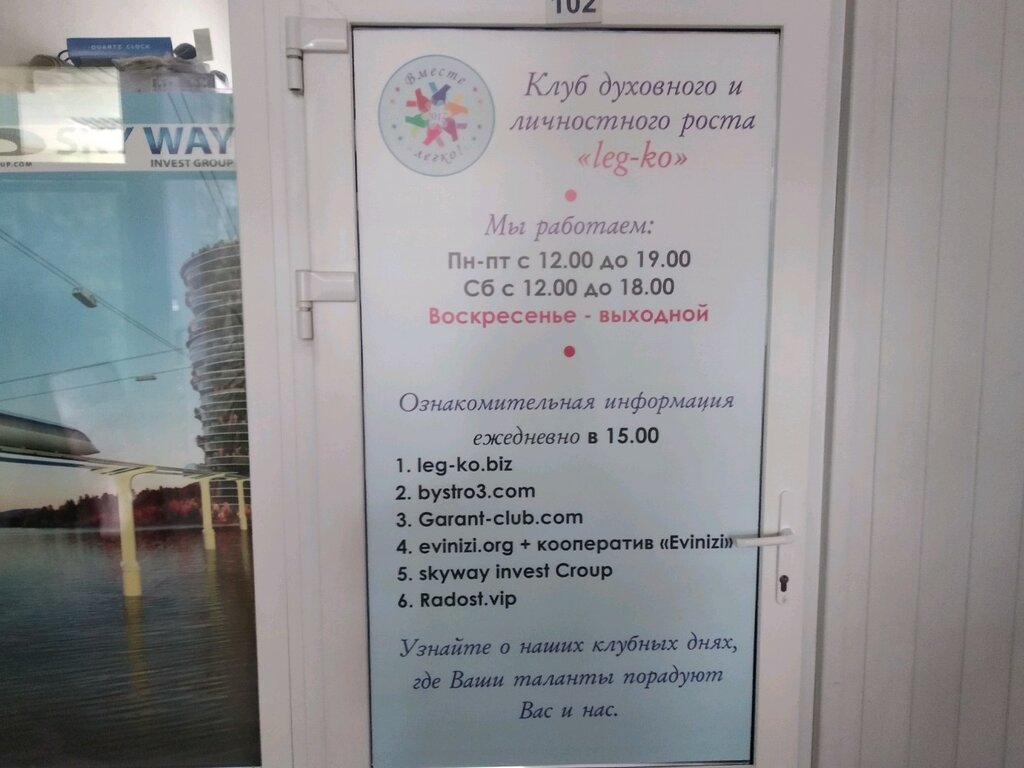 102
QUARTZ CLOCK
SKY WAY
INVEST GROUP
UP.COM
Вместе
легко!
Клуб духовного и
личностного роста
«leg-ko»
Мы работаем:
Пн-пт с 12.00 до 19.00
Сб с 12.00 до 18.00
Воскресенье - выходной
Ознакомительная информация
ежедневно в 15.00
1. leg-ko.biz
2. bystro3.com
3. Garant-club.com
4. evinizi.org + кооператив «Evinizi»
5. skyway invest Croup
6. Radost.vip
Узнайте о наших клубных днях,
где Ваши таланты порадуют
Вас и нас.